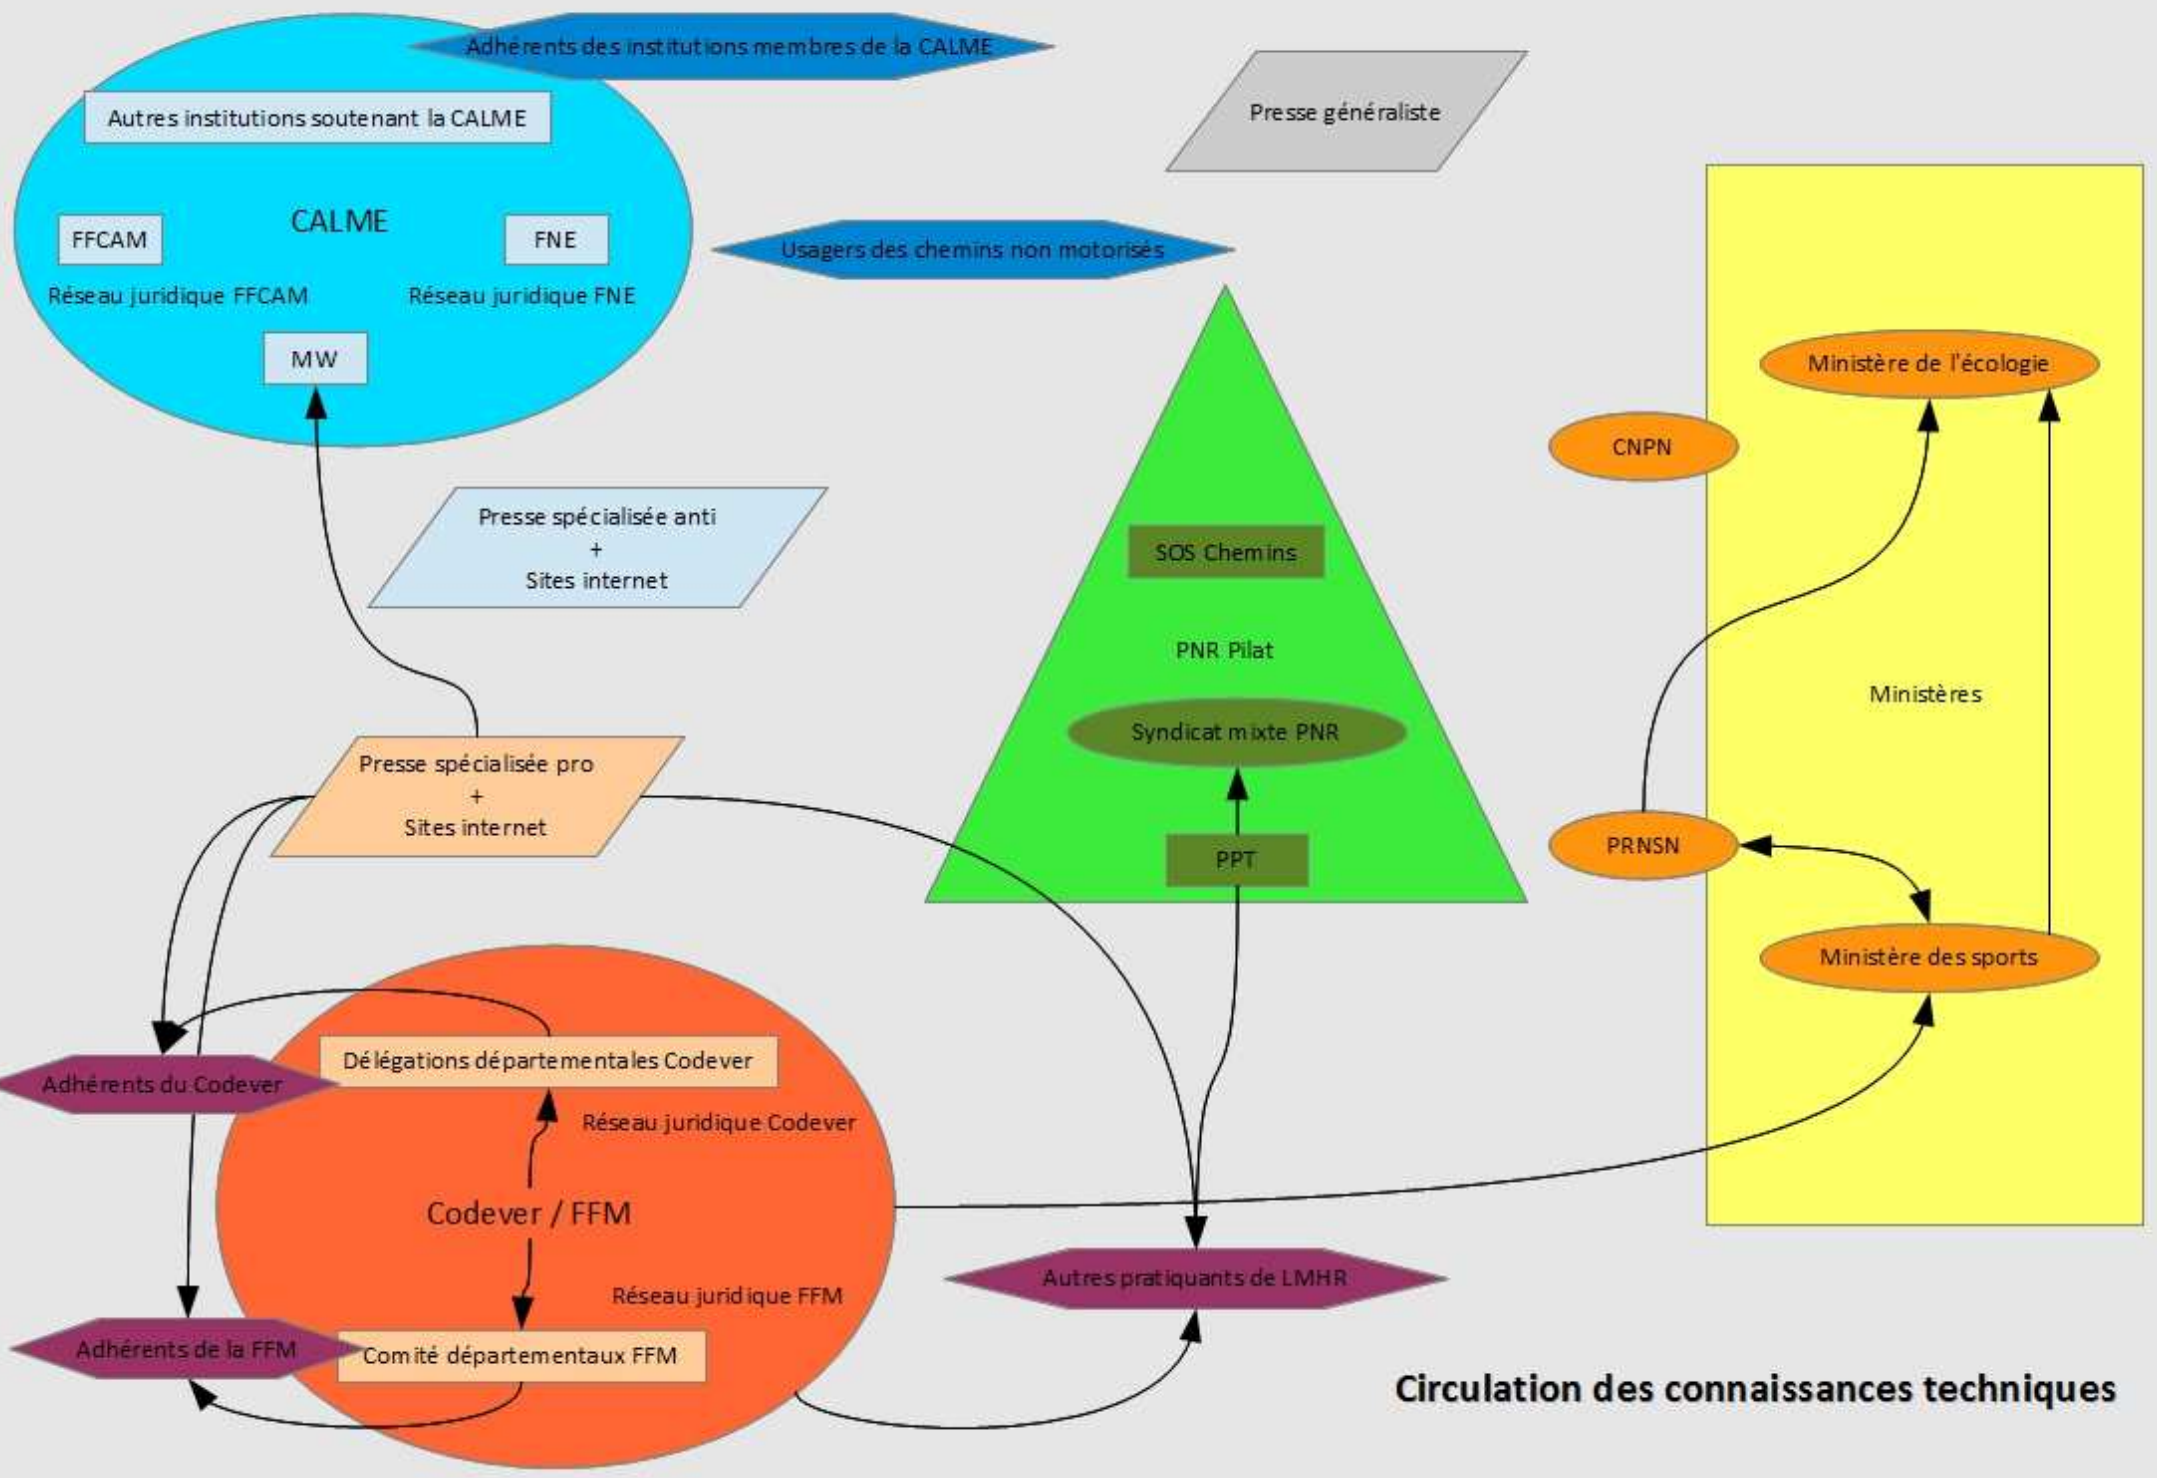 Adhérents des institutions membres de la CALME
Autres institutions soutenant la CALME
Presse généraliste
CALME
FFCAM
FNE
Réseau juridique FFCAM
Réseau juridique FNE
MW
Usagers des chemins non motorisés
Ministère de l'écologie
CNPN
Presse spécialisée anti
+
Sites internet
SOS Chemins
PNR Pilat
Ministères
Syndicat mixte PNR
Presse spécialisée pro
+
Sites internet
PPT
PRNSN
Ministère des sports
Délégations départementales Codever
Adhérents du Codever
Réseau juridique Codever
Codever / FFM
Réseau juridique FFM
Autres pratiquants de LMHR
Adhérents de la FFM
Comité départementaux FFM
Circulation des connaissances techniques